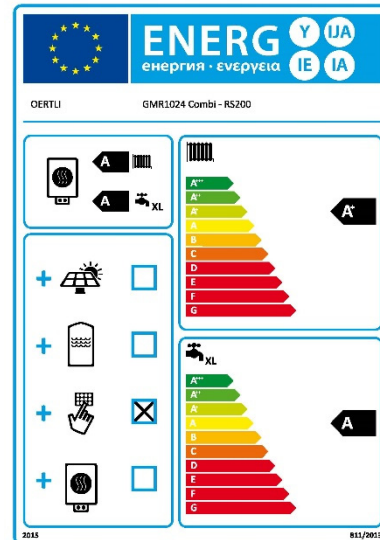 ENERG Y IJA
IE IA
енергия · ενεργεια
OERTLI GMR1024 Combi - RS200
A
A XL
A+++
A++
A+
A
B
C
D
E
F
G
A+
XL
A+++
A++
A+
A
B
C
D
E
F
G
A
2015 811/2013